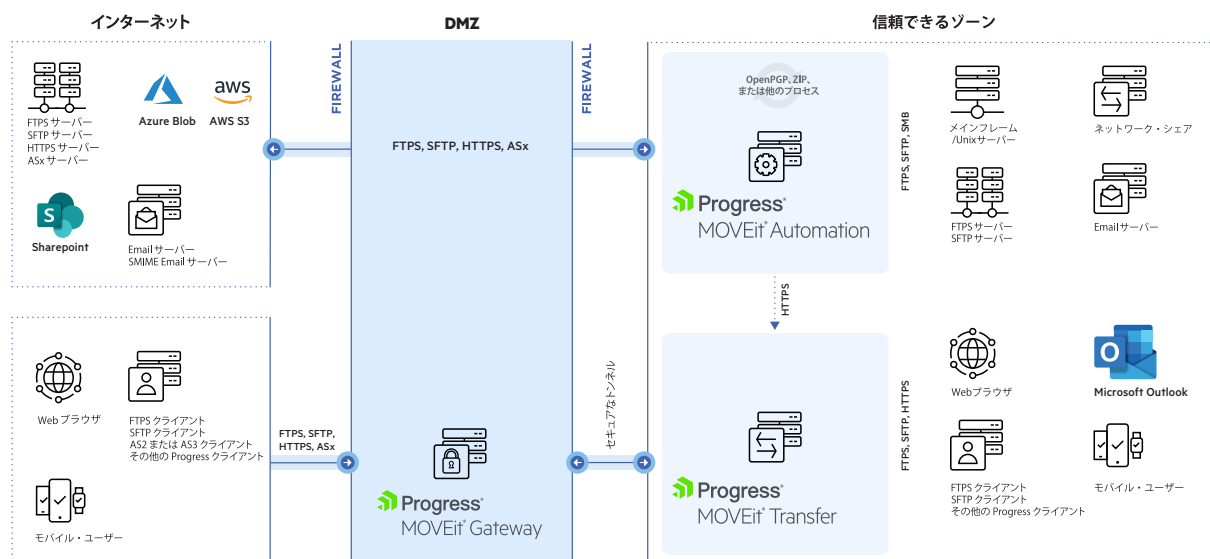 インターネット
DMZ
信頼できるゾーン
FTPS サーバー
SFTP サーバー
HTTPS サーバー
ASx サーバー
Azure Blob
aws
AWS S3
S
Sharepoint
Email サーバー
SMIME Email サーバー
FIREWALL
FTPS, SFTP, HTTPS, ASx
FIREWALL
OpenPGP、ZIP、
または他のプロセス
Progress®
MOVEit® Automation
FTPS, SFTP, SMB
メインフレーム
/Unixサーバー
ネットワーク・シェア
FTPS サーバー
SFTP サーバー
Email サーバー
HTTPS
Web ブラウザ
FTPS クライアント
SFTP クライアント
AS2 または AS3 クライアント
その他の Progress クライアント
モバイル・ユーザー
FTPS, SFTP,
HTTPS, ASx
Progress®
MOVEit® Gateway
セキュアなトンネル
Progress®
MOVEit® Transfer
FTPS, SFTP, HTTPS
Webブラウザ
O
Microsoft Outlook
FTPS クライアント
SFTP クライアント
その他の Progress クライアント
モバイル・ユーザー